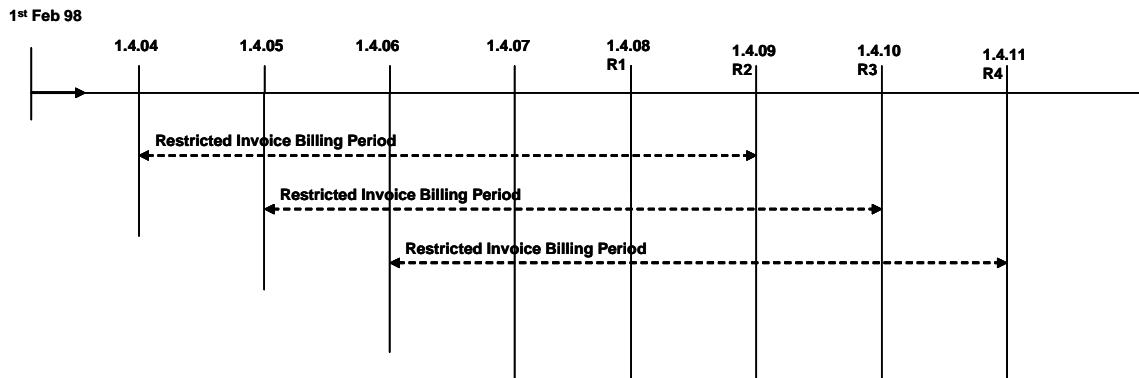 1st Feb 98
1.4.04
1.4.05
1.4.06
1.4.07
1.4.08
R1
1.4.09
R2
1.4.10
R3
1.4.11
R4
Restricted Invoice Billing Period
Restricted Invoice Billing Period
Restricted Invoice Billing Period